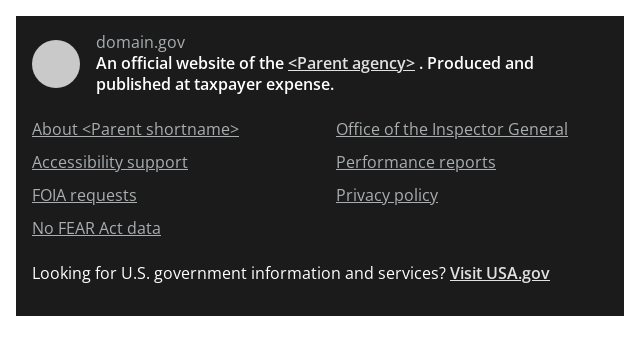 domain.gov
An official website of the <Parent agency> . Produced and
published at taxpayer expense.
About <Parent shortname>
Office of the Inspector General
Accessibility support
Performance reports
FOIA requests
Privacy policy
No FEAR Act data
Looking for U.S. government information and services? Visit USA.gov